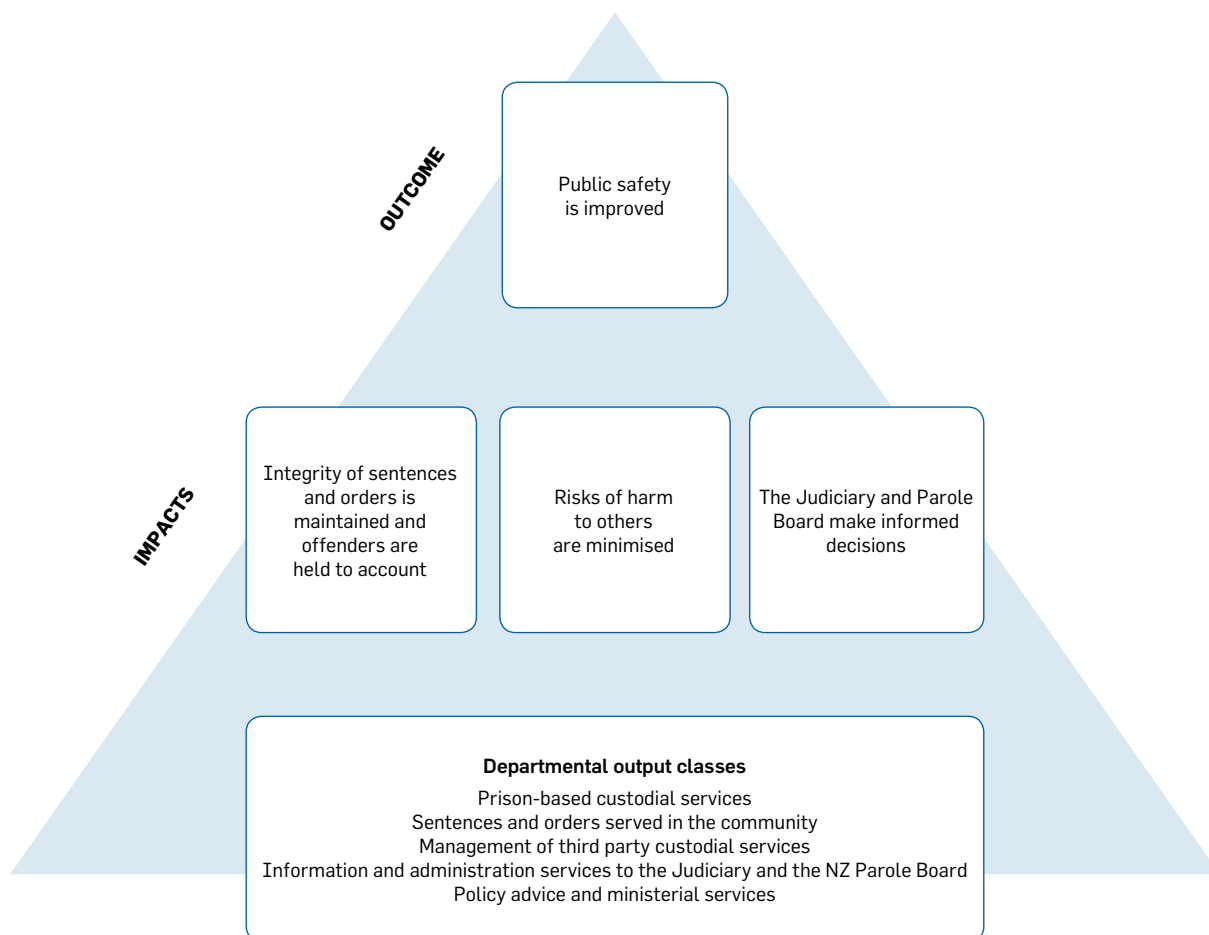 OUTCOME
Public safety
is improved
IMPACTS
Integrity of sentences
and orders is
maintained and
offenders are
held to account
Risks of harm
to others
are minimised
The Judiciary and Parole
Board make informed
decisions
Departmental output classes
Prison-based custodial services
Sentences and orders served in the community
Management of third party custodial services
Information and administration services to the Judiciary and the NZ Parole Board
Policy advice and ministerial services